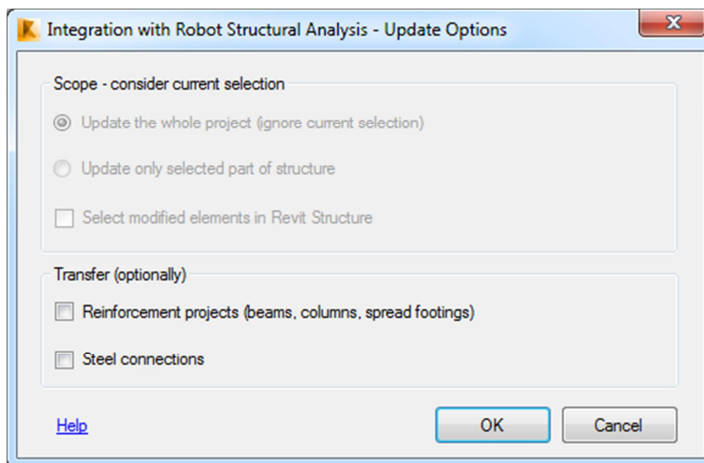 Integration with Robot Structural Analysis - Update Options
Scope - consider current selection
Update the whole project (ignore current selection)
Update only selected part of structure
Select modified elements in Revit Structure
Transfer (optionally)
Reinforcement projects (beams, columns, spread footings)
Steel connections
Help
OK
Cancel